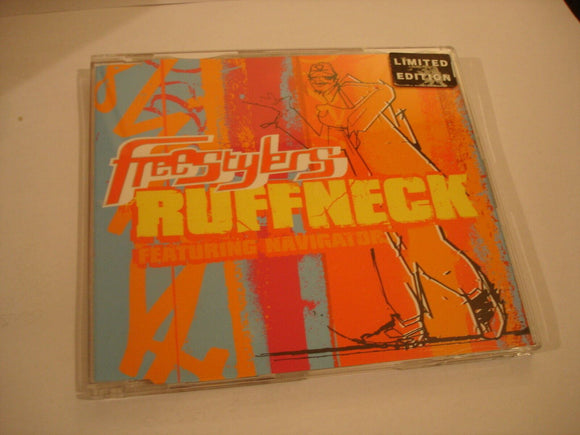 LIMITED
EDITION
Freestylers
RUFFNECK
FEATURING NAVIGATOR